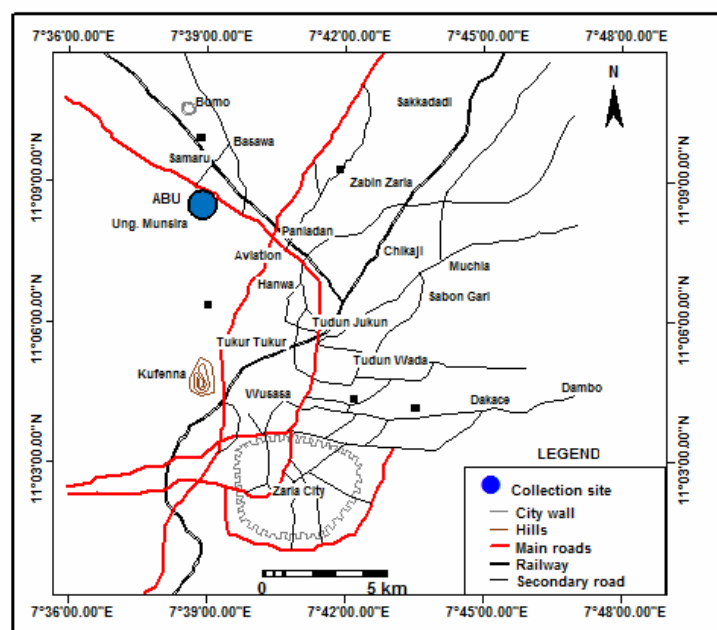 7°36'00.00"E 7°39'00.00"E 7°42'00.00"E 7°45'00.00"E 7°48'00.00"E
N
Bomo
Sakkadadi
Basawa
Samaru
11°09'00.00"N 11°09'00.00"N
Zabin Zaria
ABU
Ung. Munsira
Paniadan
Chikaji
Aviation
Muchia
Hanwa
Sabon Gari
11°06'00.00"N 11°06'00.00"N
Tudun Jukun
Tukur Tukur
Tudun Wada
Kufenna
Dambo
Wusasa
Dakace
11°03'00.00"N 11°03'00.00"N
Zaria City
LEGEND
Collection site
City wall
Hills
Main roads
Railway
Secondary road
0 5 km
7°36'00.00"E 7°39'00.00"E 7°42'00.00"E 7°45'00.00"E 7°48'00.00"E